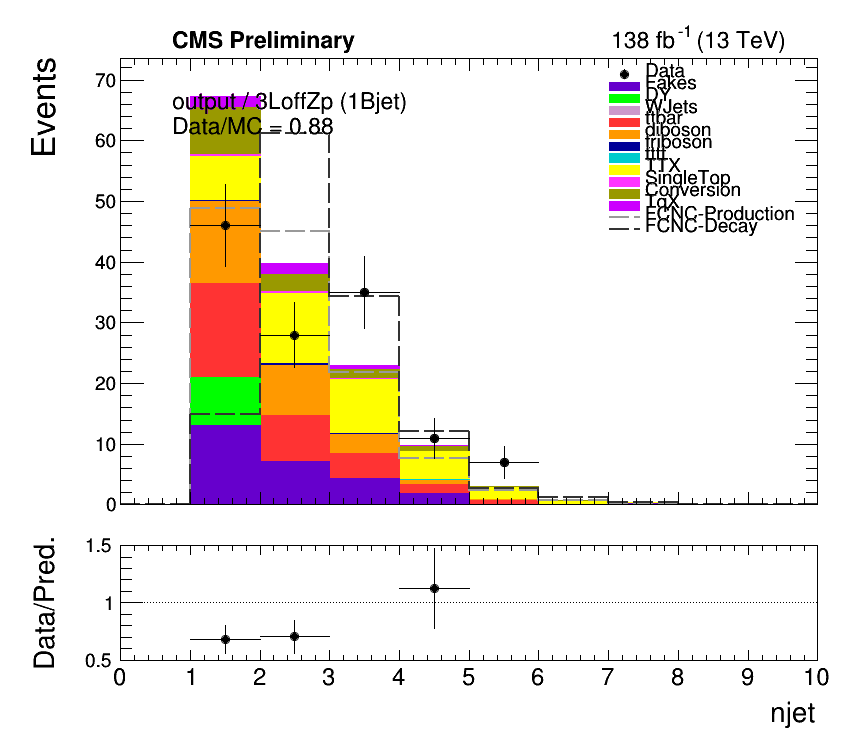 CMS Preliminary
138 fb-1 (13 TeV)
Events
output / 3LoffZp (1Bjet)
Data/MC = 0.88
Data
Fakes
DY
WJets
ttbar
diboson
triboson
tttt
TTX
SingleTop
Conversion
TqX
FCNC-Production
FCNC-Decay
70
60
50
40
30
20
10
0
Data/Pred.
1.5
1
0.5
0 1 2 3 4 5 6 7 8 9 10
njet